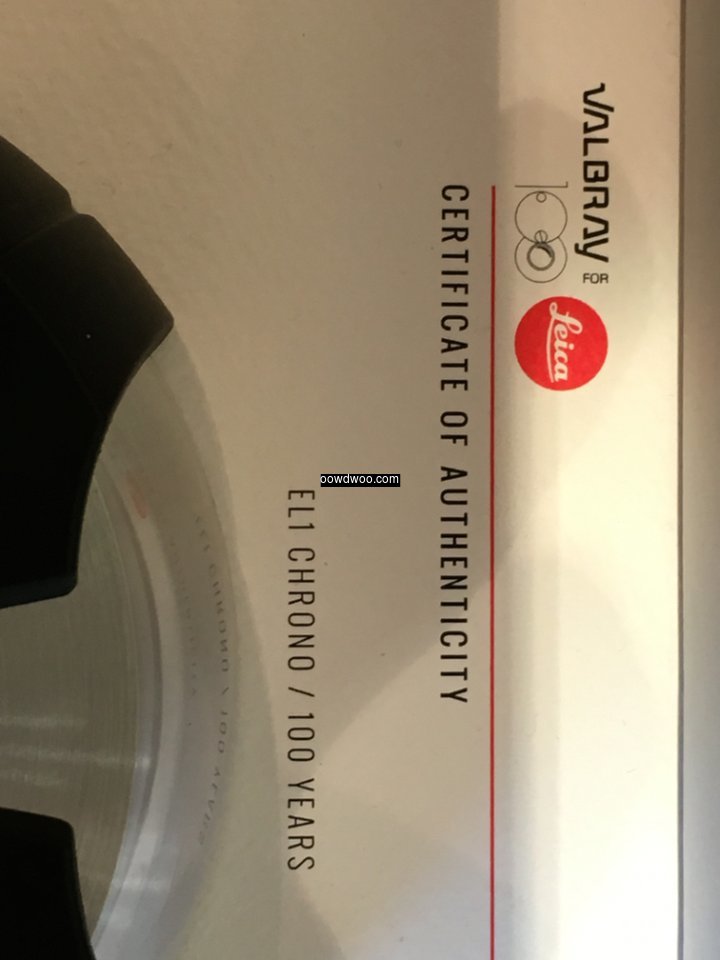 VALBRAY FOR
100
Leica
CERTIFICATE OF AUTHENTICITY
EL1 CHRONO / 100 YEARS
oowdwoo.com